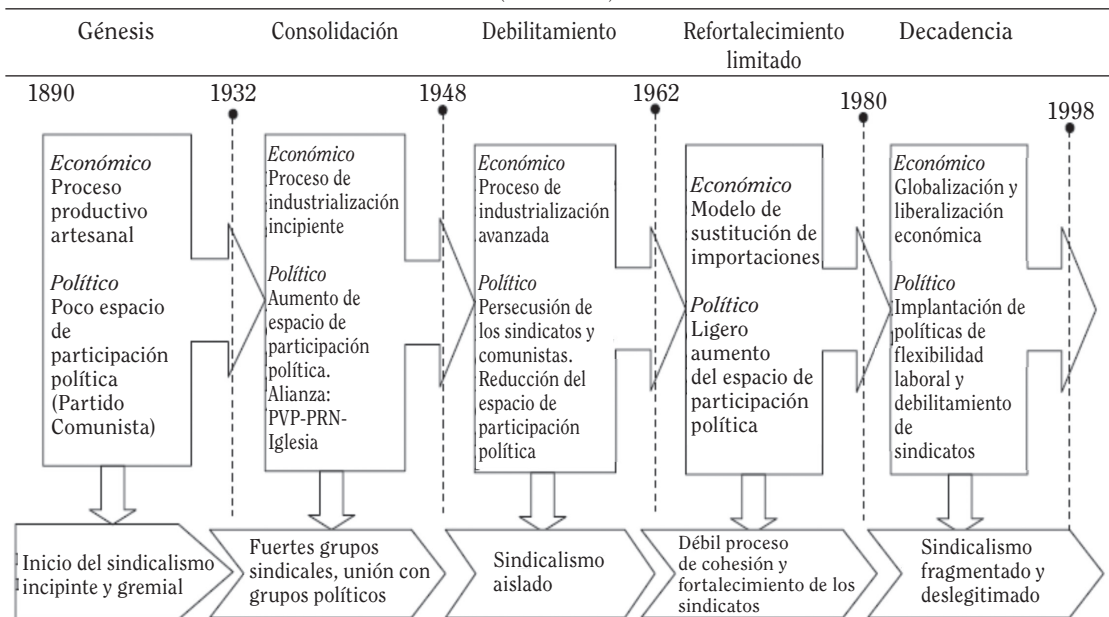 Génesis
Consolidación
Debilitamiento
Refortalecimiento
limitado
Decadencia
1890
1932
1948
1962
1980
1998
Económico
Proceso
productivo
artesanal
Político
Poco espacio
de
participación
política
(Partido
Comunista)
Económico
Proceso de
industrialización
incipiente
Político
Aumento de
espacio de
participación
política.
Alianza:
PVP-PRN-
Iglesia
Económico
Proceso de
industrialización
avanzada
Político
Persecusión de
los sindicatos y
comunistas.
Reducción del
espacio de
participación
política
Económico
Modelo de
sustitución de
importaciones
Político
Ligero
aumento
del espacio de
participación
política
Económico
Globalización y
liberalización
económica
Político
Implantación de
políticas de
flexibilidad
laboral y
debilitamiento
de
sindicatos
Inicio del sindicalismo
incipinte y gremial
Fuertes grupos
sindicales, unión con
grupos políticos
Sindicalismo
aislado
Débil proceso
de cohesión y
fortalecimiento de los
sindicatos
Sindicalismo
fragmentado y
deslegitimado